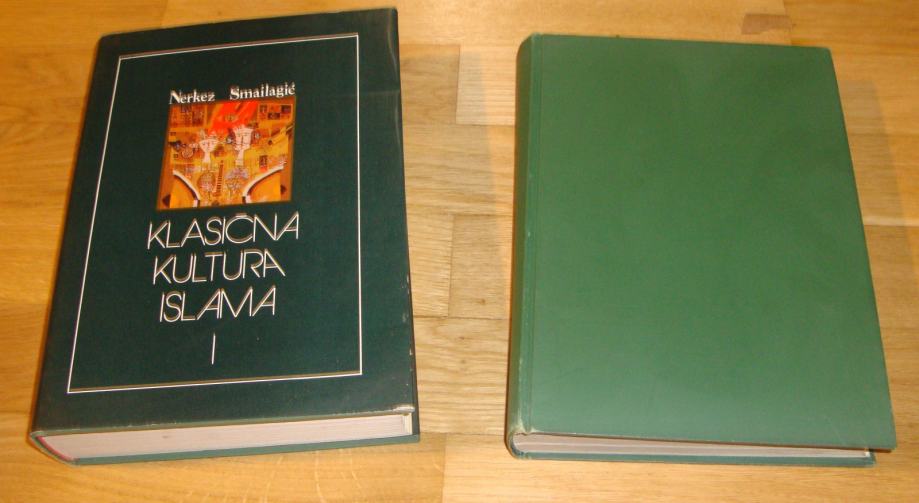 Nerkez Smailagić
KLASIČNA
KULTURA
ISLAMA
I